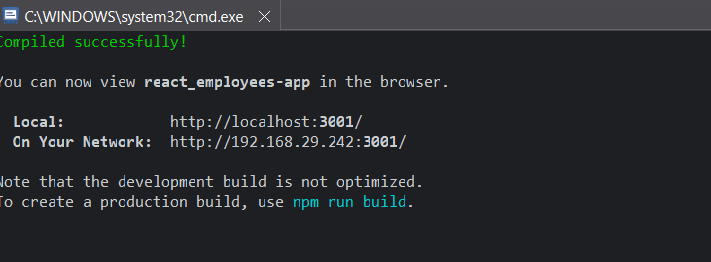 C:\WINDOWS\system32\cmd.exe
Compiled successfully!
You can now view react_employees-app in the browser.
Local: http://localhost:3001/
On Your Network: http://192.168.29.242:3001/
Note that the development build is not optimized.
To create a production build, use npm run build.